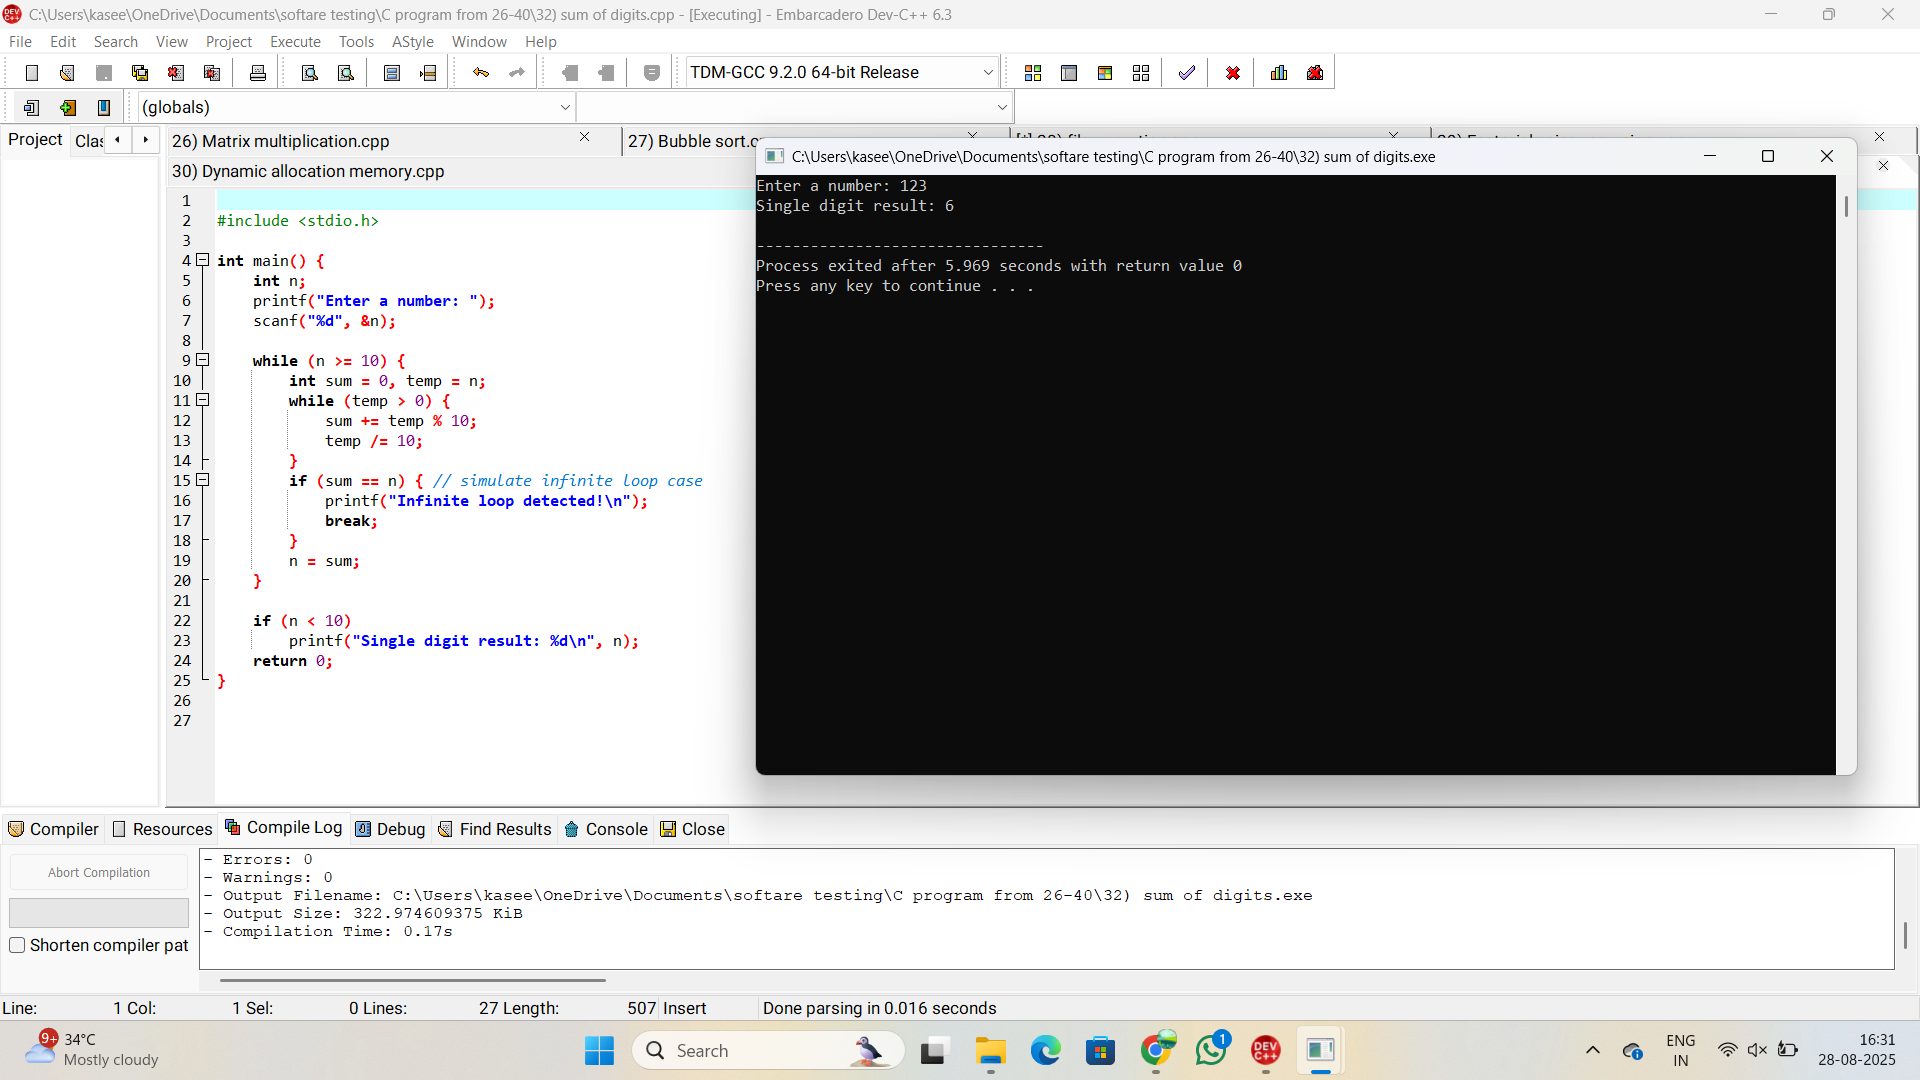 C:\Users\kasee\OneDrive\Documents\softare testing\C program from 26-40\32) sum of digits.cpp - [Executing] - Embarcadero Dev-C++ 6.3
File Edit Search View Project Execute Tools AStyle Window Help
TDM-GCC 9.2.0 64-bit Release
(globals)
Project Clas
26) Matrix multiplication.cpp
27) Bubble sort.c
30) Dynamic allocation memory.cpp
1
2 #include <stdio.h>
3
4 int main() {
5 int n;
6 printf("Enter a number: ");
7 scanf("%d", &n);
8
9 while (n >= 10) {
10 int sum = 0, temp = n;
11 while (temp > 0) {
12 sum += temp % 10;
13 temp /= 10;
14 }
15 if (sum == n) { // simulate infinite loop case
16 printf("Infinite loop detected!\n");
17 break;
18 }
19 n = sum;
20 }
21
22 if (n < 10)
23 printf("Single digit result: %d\n", n);
24 return 0;
25 }
26
27
C:\Users\kasee\OneDrive\Documents\softare testing\C program from 26-40\32) sum of digits.exe
Enter a number: 123
Single digit result: 6
--------------------------------
Process exited after 5.969 seconds with return value 0
Press any key to continue . . .
Compiler Resources Compile Log Debug Find Results Console Close
Abort Compilation
Shorten compiler pat
- Errors: 0
- Warnings: 0
- Output Filename: C:\Users\kasee\OneDrive\Documents\softare testing\C program from 26-40\32) sum of digits.exe
- Output Size: 322.974609375 KiB
- Compilation Time: 0.17s
Line: 1 Col: 1 Sel: 0 Lines: 27 Length: 507 Insert Done parsing in 0.016 seconds
9+
34°C
Mostly cloudy
Search
1
DEV C++
ENG
IN
16:31
28-08-2025